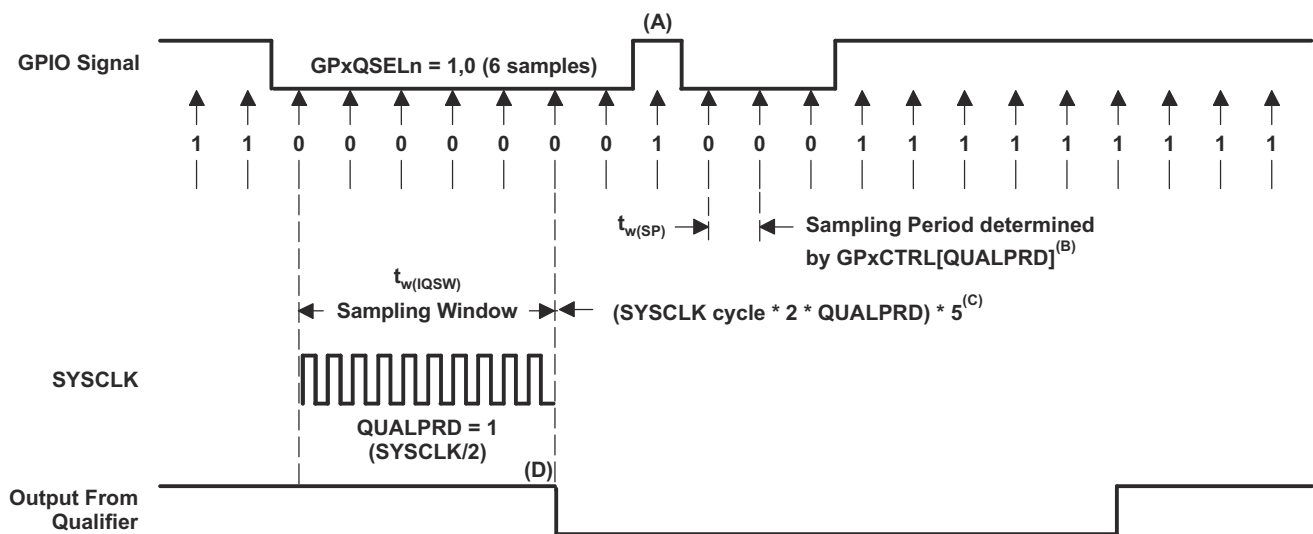 (A)
GPIO Signal
GPxQSELn = 1,0 (6 samples)
1 1 0 0 0 0 0 0 0 1 0 0 0 1 1 1 1 1 1 1 1 1
tw(SP)
Sampling Period determined
by GPxCTRL[QUALPRD](B)
tw(IQSW)
Sampling Window
(SYSCLK cycle * 2 * QUALPRD) * 5(C)
SYSCLK
QUALPRD = 1
(SYSCLK/2)
(D)
Output From
Qualifier